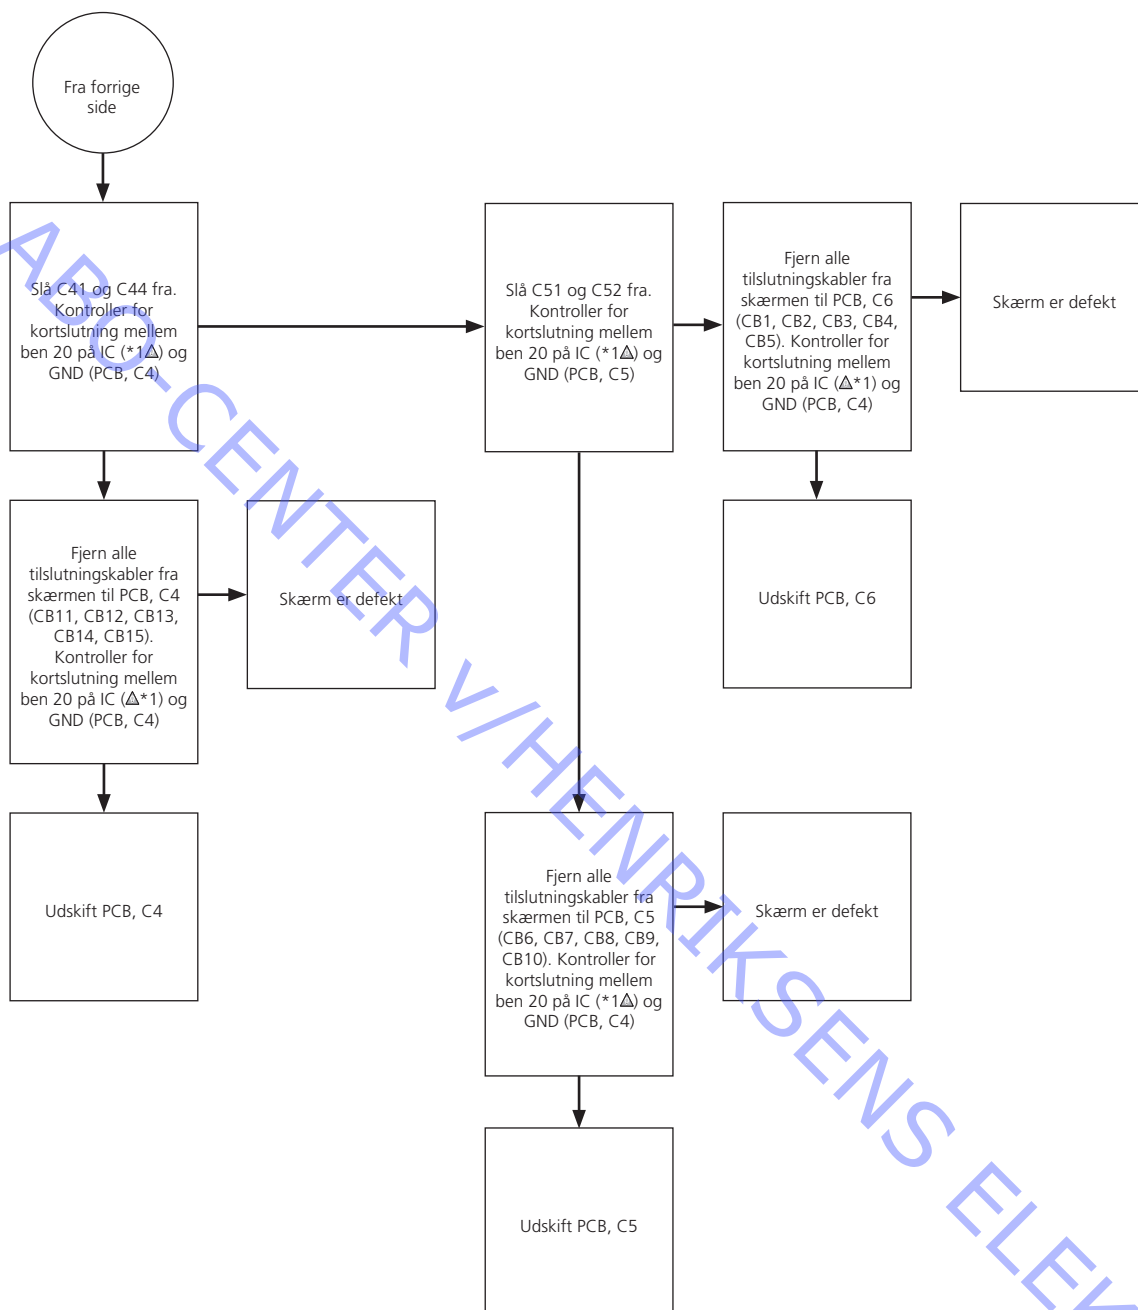 Fra forrige
side
Slå C41 og C44 fra.
Kontroller for
kortslutning mellem
ben 20 på IC (*1⚠) og
GND (PCB, C4)
Slå C51 og C52 fra.
Kontroller for
kortslutning mellem
ben 20 på IC (*1⚠) og
GND (PCB, C5)
Fjern alle
tilslutningskabler fra
skærmen til PCB, C6
(CB1, CB2, CB3, CB4,
CB5). Kontroller for
kortslutning mellem
ben 20 på IC (⚠*1) og
GND (PCB, C4)
Skærm er defekt
Fjern alle
tilslutningskabler fra
skærmen til PCB, C4
(CB11, CB12, CB13,
CB14, CB15).
Kontroller for
kortslutning mellem
ben 20 på IC (⚠*1) og
GND (PCB, C4)
Skærm er defekt
Udskift PCB, C6
Udskift PCB, C4
Fjern alle
tilslutningskabler fra
skærmen til PCB, C5
(CB6, CB7, CB8, CB9,
CB10). Kontroller for
kortslutning mellem
ben 20 på IC (*1⚠) og
GND (PCB, C4)
Skærm er defekt
Udskift PCB, C5
ABO-CENTER v/HENRIKSENS ELEK